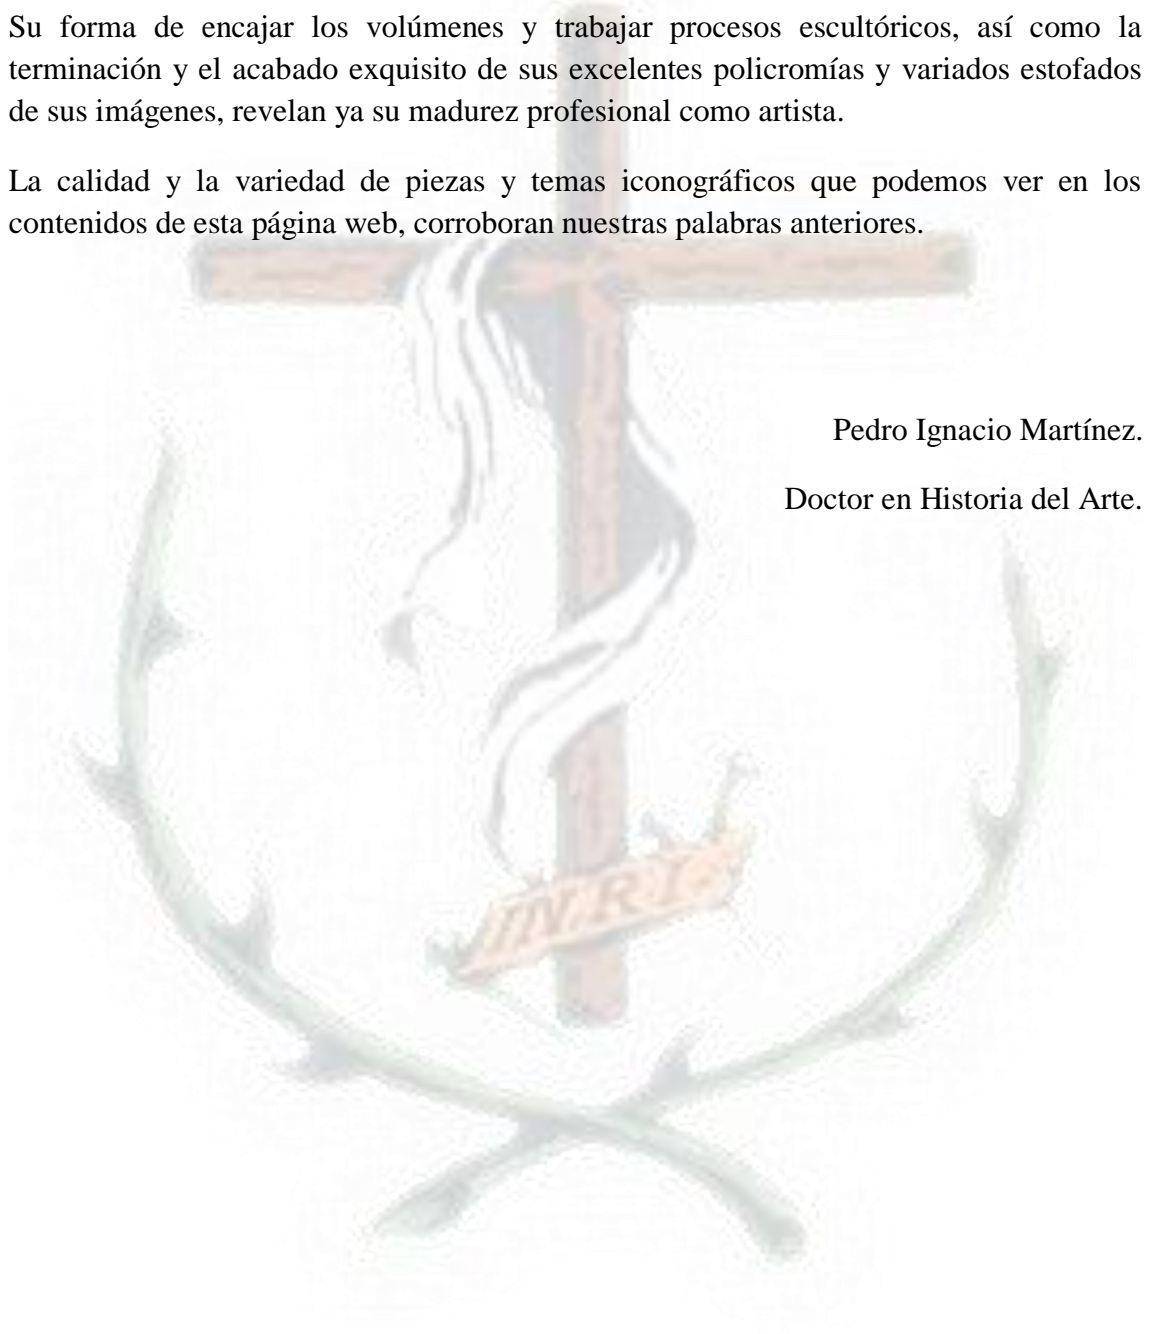 Su forma de encajar los volúmenes y trabajar procesos escultóricos, así como la
terminación y el acabado exquisito de sus excelentes policromías y variados estofados
de sus imágenes, revelan ya su madurez profesional como artista.
La calidad y la variedad de piezas y temas iconográficos que podemos ver en los
contenidos de esta página web, corroboran nuestras palabras anteriores.
Pedro Ignacio Martínez.
Doctor en Historia del Arte.
IN.R.I.